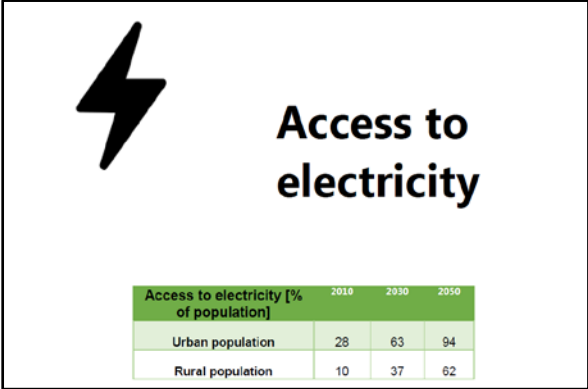 Access to
electricity
Access to electricity [% 2010 2030 2050
of population]
Urban population 28 63 94
Rural population 10 37 62